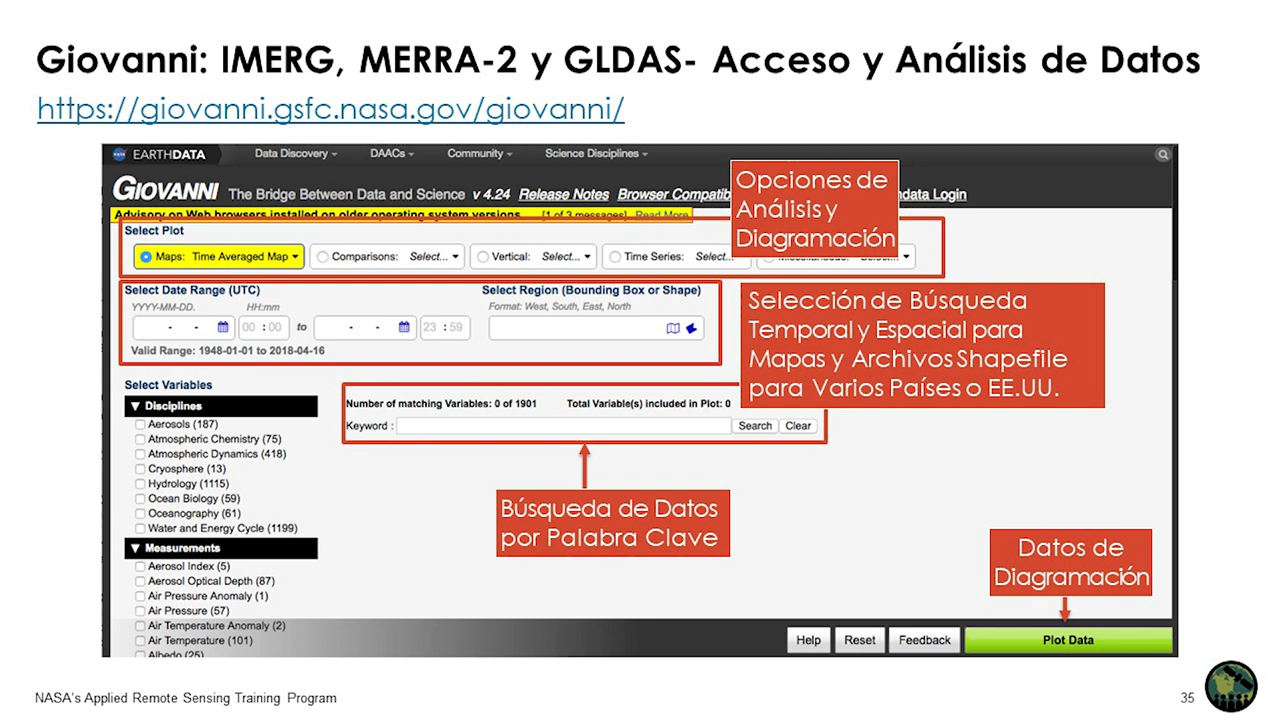 Giovanni: IMERG, MERRA-2 y GLDAS- Acceso y Análisis de Datos
https://giovanni.gsfc.nasa.gov/giovanni/
EARTHDATA Data Discovery DAACs Community Science Disciplines
GIOVANNI The Bridge Between Data and Science v 4.24 Release Notes Browser Compatib
data Login
Opciones de
Análisis y
Diagramación
Advisory on Web browsers installed on older operating system versions [1 of 3 messages] Read More
Select Plot
Maps: Time Averaged Map Comparisons: Select... Vertical: Select... Time Series: Select...
Select Date Range (UTC) Select Region (Bounding Box or Shape)
YYYY-MM-DD. HH:mm Format: West, South, East, North
- - 00 : 00 to - - 23 : 59
Valid Range: 1948-01-01 to 2018-04-16
Selección de Búsqueda
Temporal y Espacial para
Mapas y Archivos Shapefile
para Varios Países o EE.UU.
Select Variables
Disciplines
Aerosols (187)
Atmospheric Chemistry (75)
Atmospheric Dynamics (418)
Cryosphere (13)
Hydrology (1115)
Ocean Biology (59)
Oceanography (61)
Water and Energy Cycle (1199)
Measurements
Aerosol Index (5)
Aerosol Optical Depth (87)
Air Pressure Anomaly (1)
Air Pressure (57)
Air Temperature Anomaly (2)
Air Temperature (101)
Albedo (25)
Number of matching Variables: 0 of 1901 Total Variable(s) included in Plot: 0
Keyword : Search Clear
Búsqueda de Datos
por Palabra Clave
Datos de
Diagramación
Help Reset Feedback Plot Data
NASA's Applied Remote Sensing Training Program 35